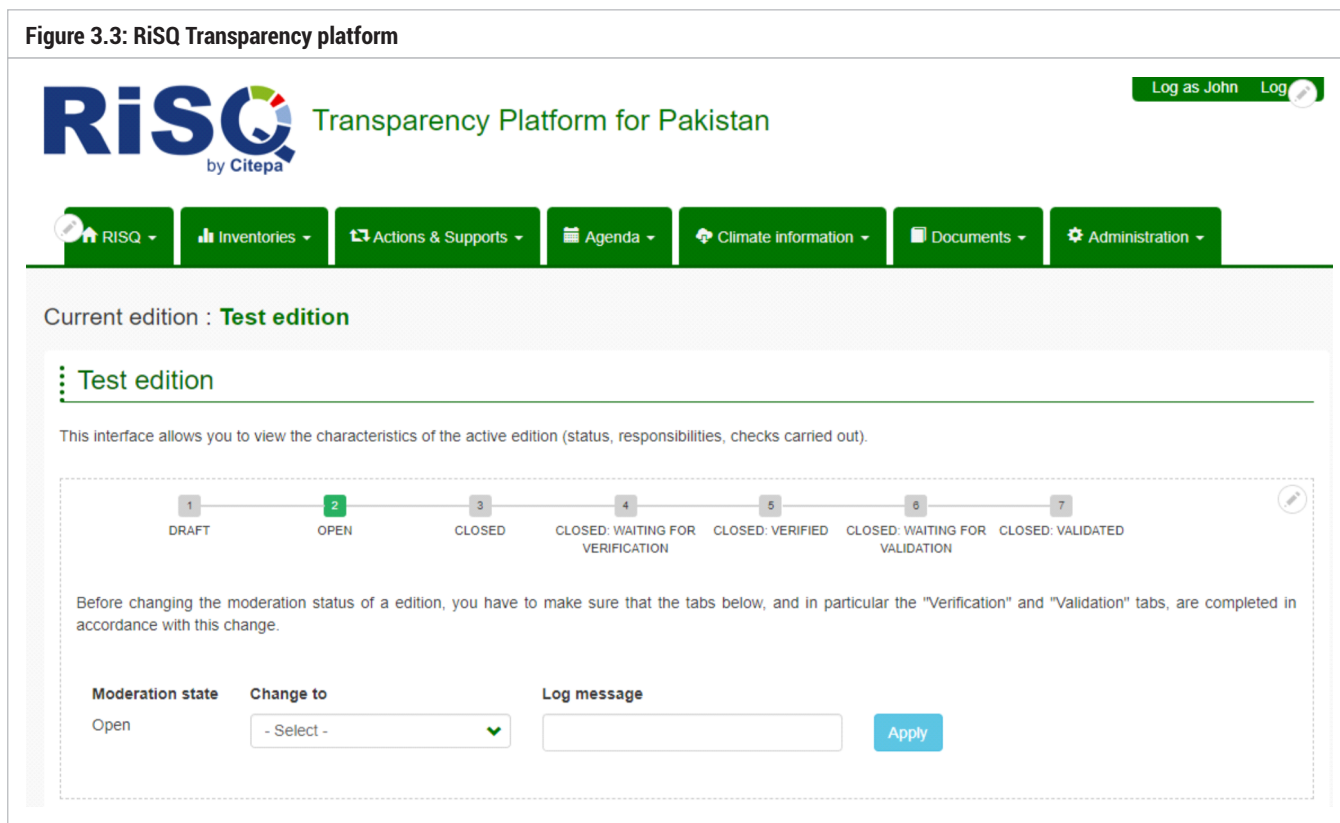 Figure 3.3: RiSQ Transparency platform
Log as John Log
RiSQ
by Citepa
Transparency Platform for Pakistan
RISQ
Inventories
Actions & Supports
Agenda
Climate information
Documents
Administration
Current edition : Test edition
Test edition
This interface allows you to view the characteristics of the active edition (status, responsibilities, checks carried out).
1 2 3 4 5 6 7
DRAFT OPEN CLOSED CLOSED: WAITING FOR CLOSED: VERIFIED CLOSED: WAITING FOR CLOSED: VALIDATED
VERIFICATION VALIDATION
Before changing the moderation status of a edition, you have to make sure that the tabs below, and in particular the "Verification" and "Validation" tabs, are completed in
accordance with this change.
Moderation state Change to Log message
Open - Select - Apply